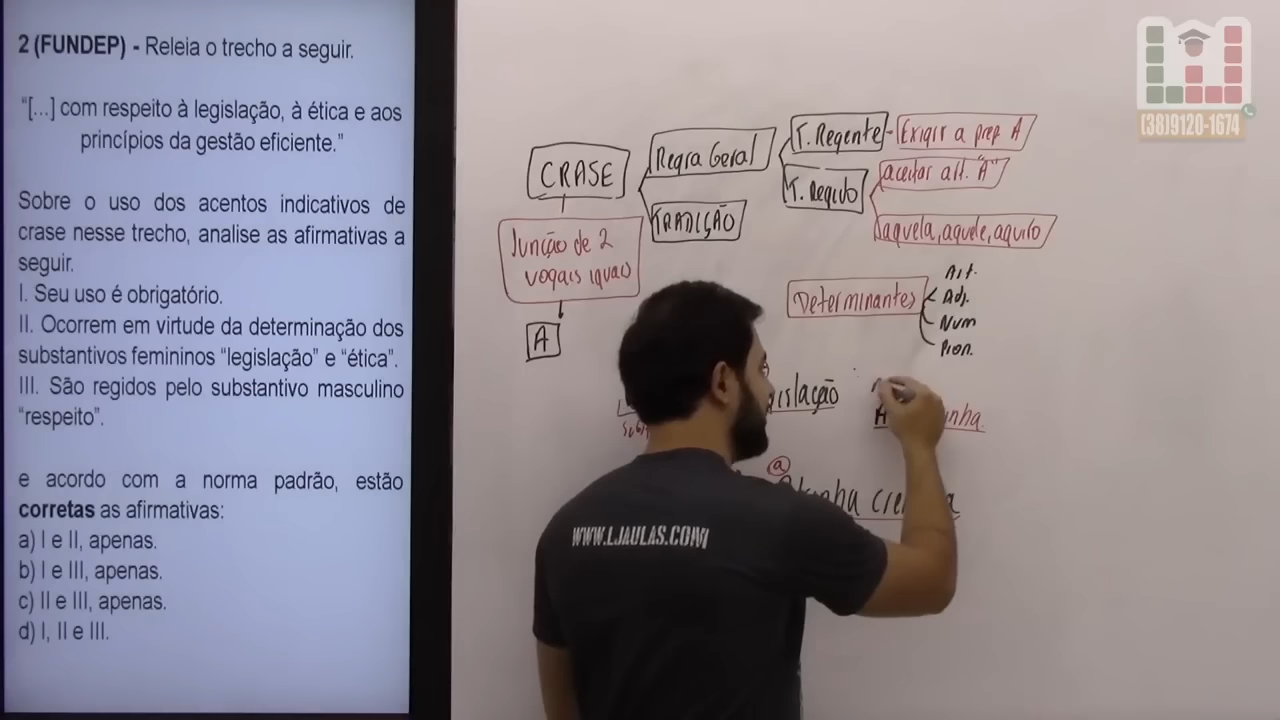 2 (FUNDEP) - Releia o trecho a seguir.
“[...] com respeito à legislação, à ética e aos
princípios da gestão eficiente.”
Sobre o uso dos acentos indicativos de
crase nesse trecho, analise as afirmativas a
seguir.
I. Seu uso é obrigatório.
II. Ocorrem em virtude da determinação dos
substantivos femininos “legislação” e “ética”.
III. São regidos pelo substantivo masculino
“respeito”.
e acordo com a norma padrão, estão
corretas as afirmativas:
a) I e II, apenas.
b) I e III, apenas.
c) II e III, apenas.
d) I, II e III.
(38)9120-1674
CRASE
Junção de 2
vogais iguais
A
Regra Geral
TRADIÇÃO
T. Regente - Exigir a prep A
T. Regido
aceitar art. "A"
aquela, aquele, aquilo
Determinantes
Art.
Adj.
Num
Pron.
islação
A
nha.
a
WWW.LJAULAS.COM